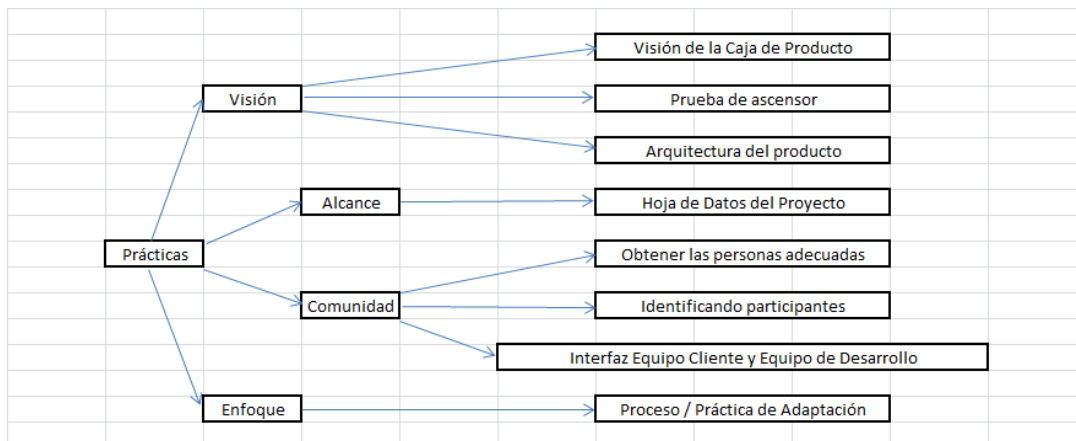 Visión de la Caja de Producto
Visión
Prueba de ascensor
Arquitectura del producto
Alcance
Hoja de Datos del Proyecto
Prácticas
Obtener las personas adecuadas
Comunidad
Identificando participantes
Interfaz Equipo Cliente y Equipo de Desarrollo
Enfoque
Proceso / Práctica de Adaptación